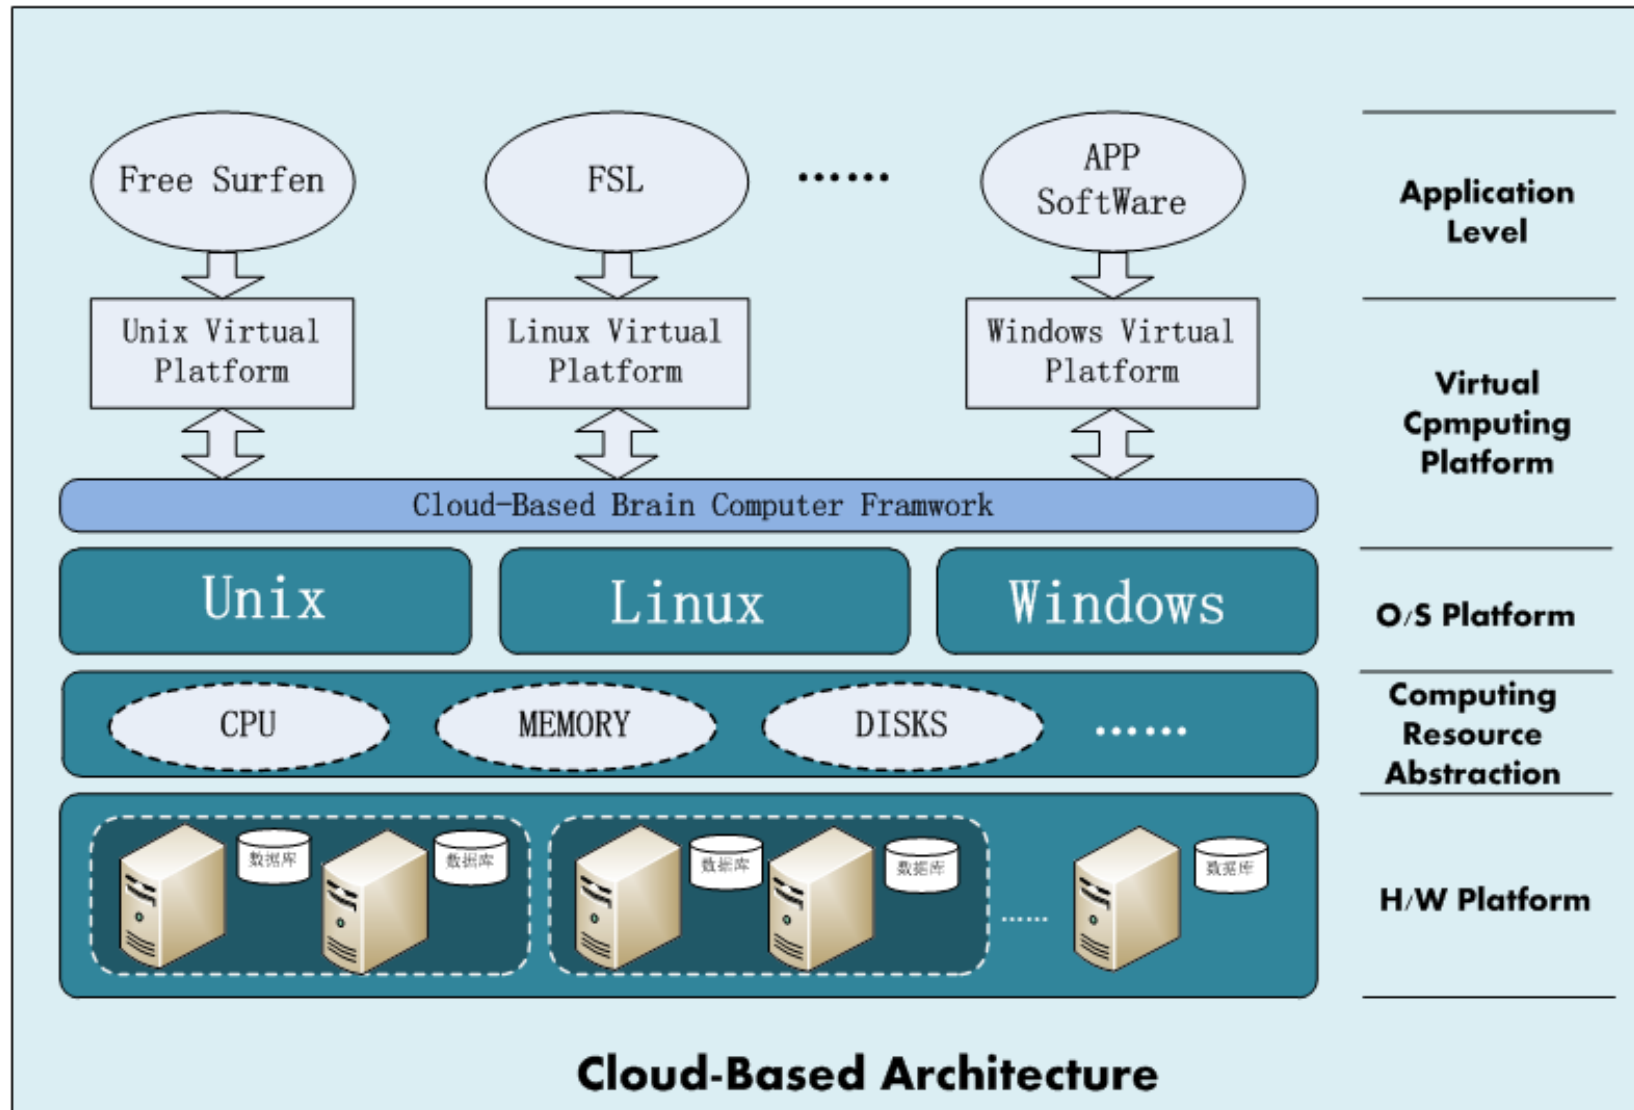 Free Surfen
FSL
……
APP
SoftWare
Application
Level
Unix Virtual
Platform
Linux Virtual
Platform
Windows Virtual
Platform
Virtual
Cpmputing
Platform
Cloud-Based Brain Computer Framwork
Unix
Linux
Windows
O/S Platform
CPU
MEMORY
DISKS
……
Computing
Resource
Abstraction
数据库
数据库
数据库
数据库
……
数据库
H/W Platform
Cloud-Based Architecture